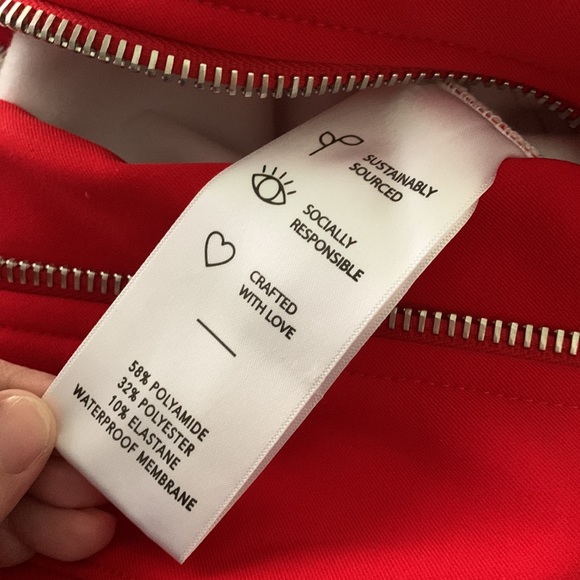 SUSTAINABLY
SOURCED
SOCIALLY
RESPONSIBLE
CRAFTED
WITH LOVE
58% POLYAMIDE
32% POLYESTER
10% ELASTANE
WATERPROOF MEMBRANE